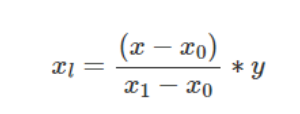 x_l = \frac{(x - x_0)}{x_1 - x_0} * y